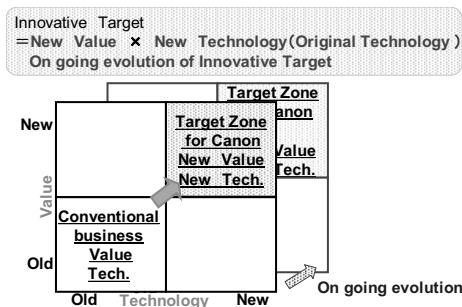 Innovative Target
＝New Value × New Technology（Original Technology）
On going evolution of Innovative Target
Target Zone
Canon
Value
Tech.
New
Target Zone
for Canon
New Value
New Tech.
Value
Conventional
business
Value
Tech.
Old
Old Technology New
On going evolution